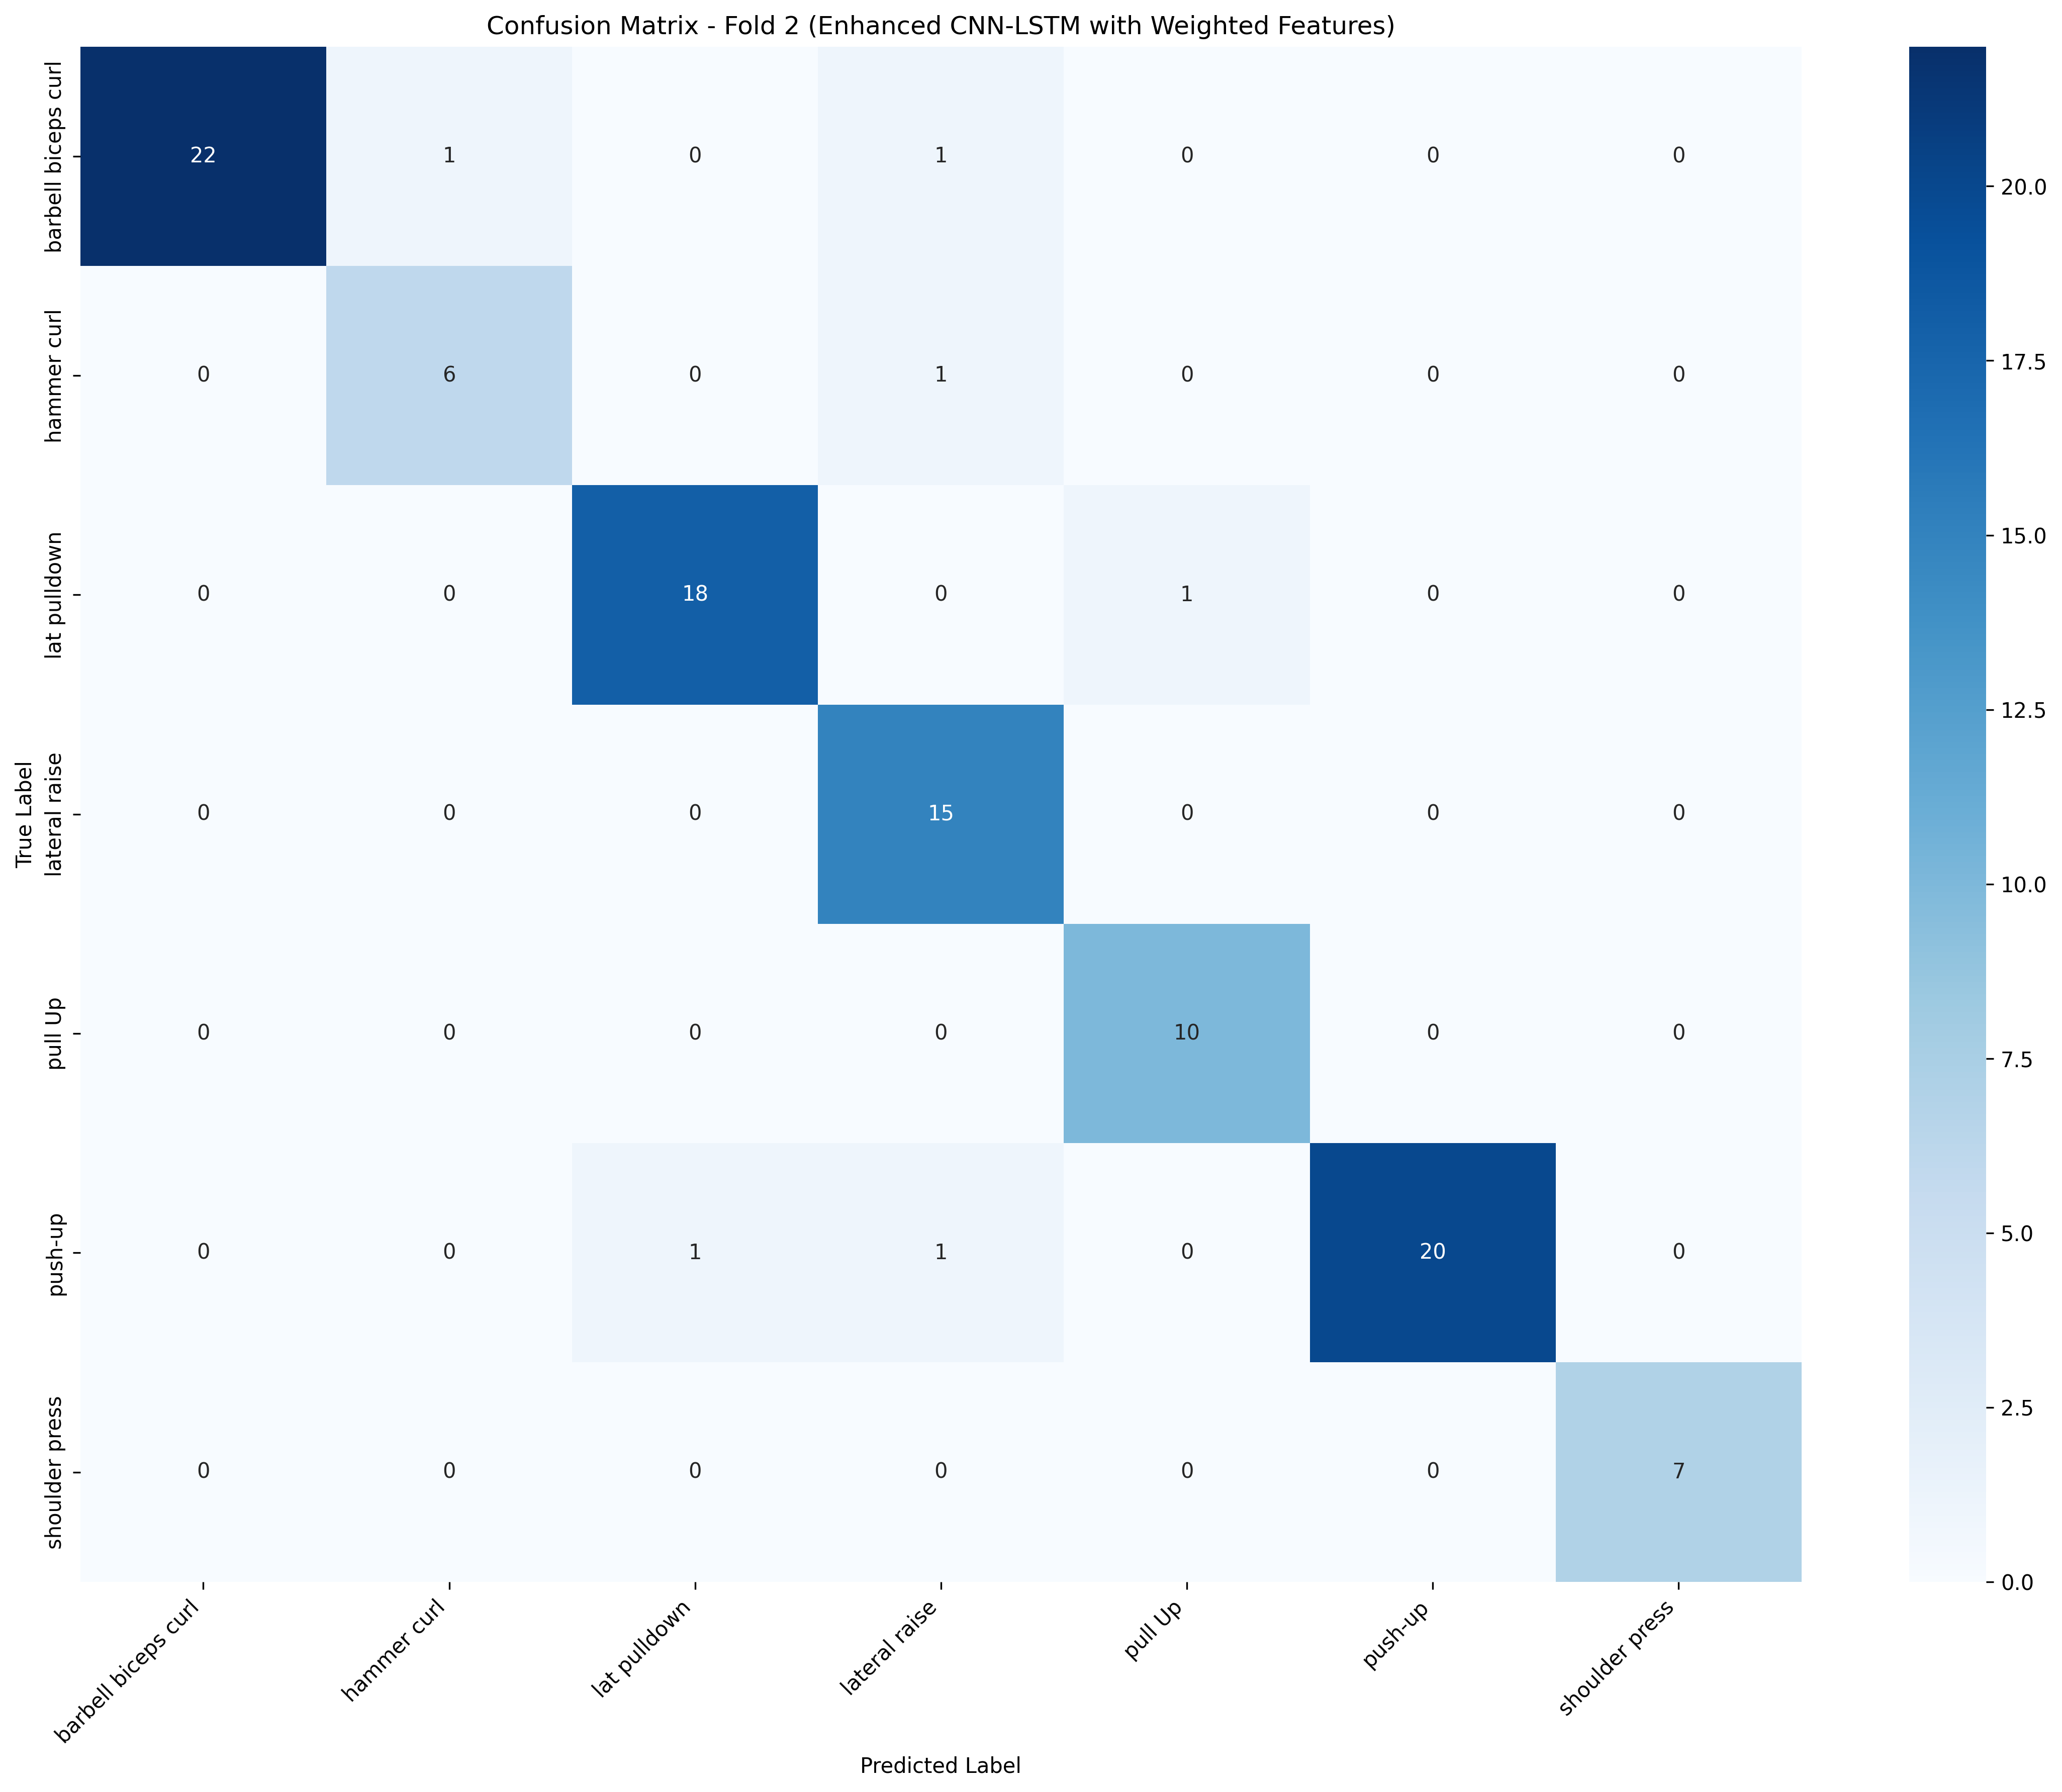 Confusion Matrix - Fold 2 (Enhanced CNN-LSTM with Weighted Features)
True Label
barbell biceps curl
22 1 0 1 0 0 0
hammer curl
0 6 0 1 0 0 0
lat pulldown
0 0 18 0 1 0 0
lateral raise
0 0 0 15 0 0 0
pull Up
0 0 0 0 10 0 0
push-up
0 0 1 1 0 20 0
shoulder press
0 0 0 0 0 0 7
barbell biceps curl
hammer curl
lat pulldown
lateral raise
pull Up
push-up
shoulder press
Predicted Label
20.0
17.5
15.0
12.5
10.0
7.5
5.0
2.5
0.0